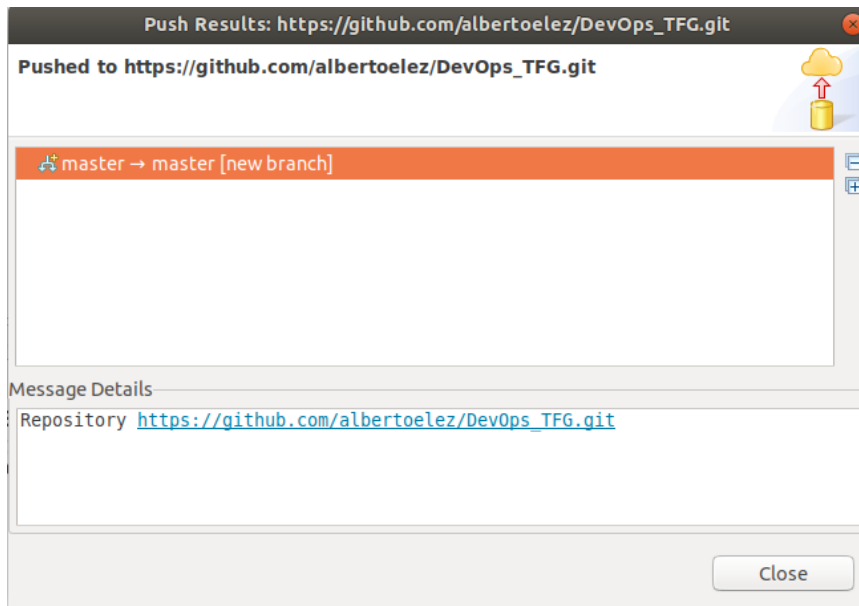 Push Results: https://github.com/albertoelez/DevOps_TFG.git
Pushed to https://github.com/albertoelez/DevOps_TFG.git
master → master [new branch]
Message Details
Repository https://github.com/albertoelez/DevOps_TFG.git
Close